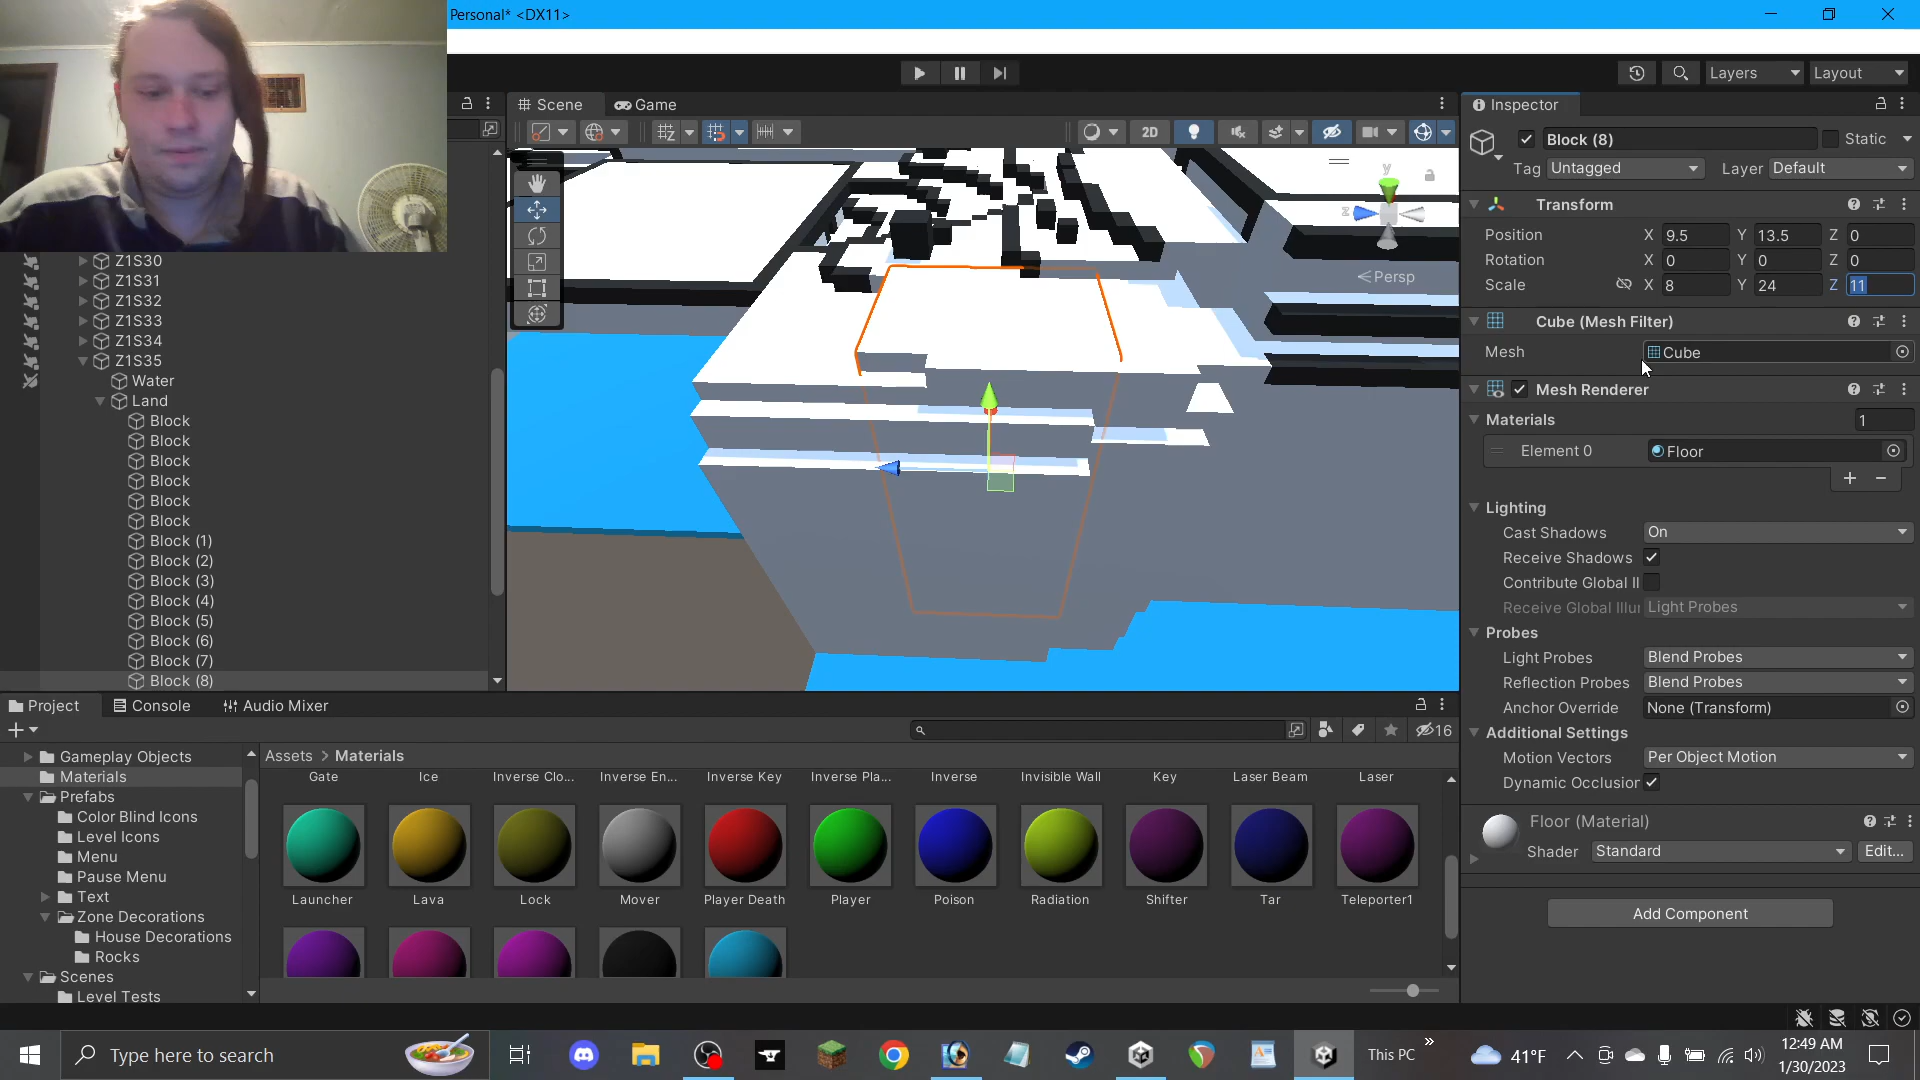 Personal* <DX11>
Layers
Layout
Scene
Game
2D
y
z
Persp
Z1S30
Z1S31
Z1S32
Z1S33
Z1S34
Z1S35
Water
Land
Block
Block
Block
Block
Block
Block
Block (1)
Block (2)
Block (3)
Block (4)
Block (5)
Block (6)
Block (7)
Block (8)
Inspector
Block (8)
Static
Tag Untagged Layer Default
Transform
Position X 9.5 Y 13.5 Z 0
Rotation X 0 Y 0 Z 0
Scale X 8 Y 24 Z 11
Cube (Mesh Filter)
Mesh Cube
Mesh Renderer
Materials 1
Element 0 Floor
Lighting
Cast Shadows On
Receive Shadows
Contribute Global Il
Receive Global Illui Light Probes
Probes
Light Probes Blend Probes
Reflection Probes Blend Probes
Anchor Override None (Transform)
Additional Settings
Motion Vectors Per Object Motion
Dynamic Occlusion
Floor (Material)
Shader Standard Edit...
Add Component
Project Console Audio Mixer
16
Gameplay Objects
Materials
Prefabs
Color Blind Icons
Level Icons
Menu
Pause Menu
Text
Zone Decorations
House Decorations
Rocks
Scenes
Level Tests
Assets > Materials
Gate Ice Inverse Clo... Inverse En... Inverse Key Inverse Pla... Inverse Invisible Wall Key Laser Beam Laser
Launcher Lava Lock Mover Player Death Player Poison Radiation Shifter Tar Teleporter1
Type here to search
This PC
41°F
12:49 AM
1/30/2023